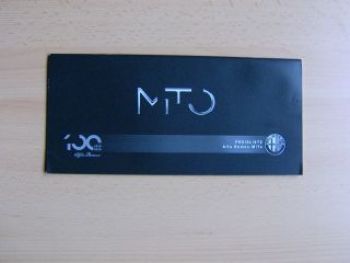 MiTO
100
Alfa Romeo
PREISLISTE
Alfa Romeo MiTo